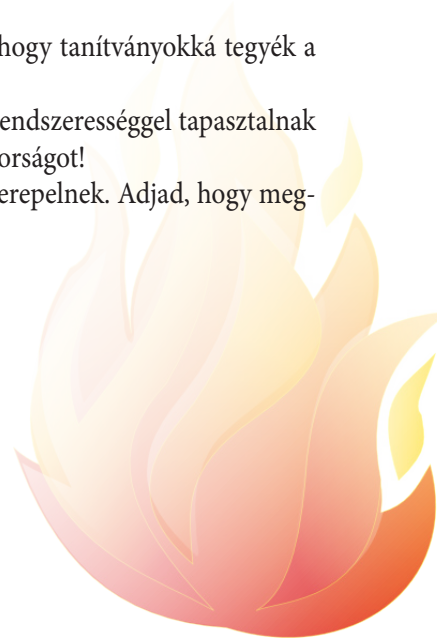 hogy tanítványokká tegyék a
endszerességgel tapasztalnak
orságot!
erepelnek. Adjad, hogy meg-